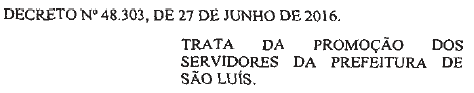 DECRETO Nº 48.303, DE 27 DE JUNHO DE 2016.
TRATA DA PROMOÇÃO DOS
SERVIDORES DA PREFEITURA DE
SÃO LUÍS.